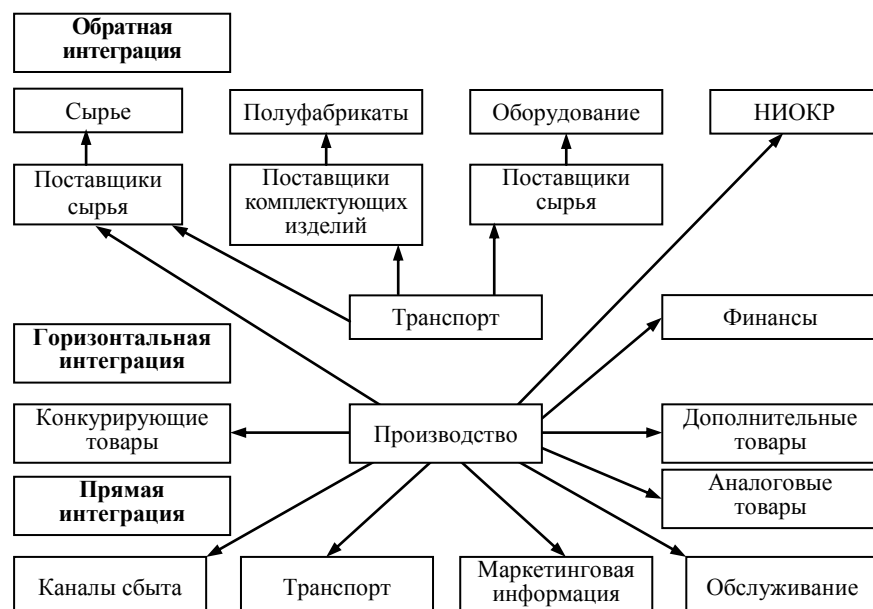 Обратная
интеграция
Сырье
Полуфабрикаты
Оборудование
НИОКР
Поставщики
сырья
Поставщики
комплектующих
изделий
Поставщики
сырья
Транспорт
Финансы
Горизонтальная
интеграция
Конкурирующие
товары
Производство
Дополнительные
товары
Прямая
интеграция
Аналоговые
товары
Каналы сбыта
Транспорт
Маркетинговая
информация
Обслуживание